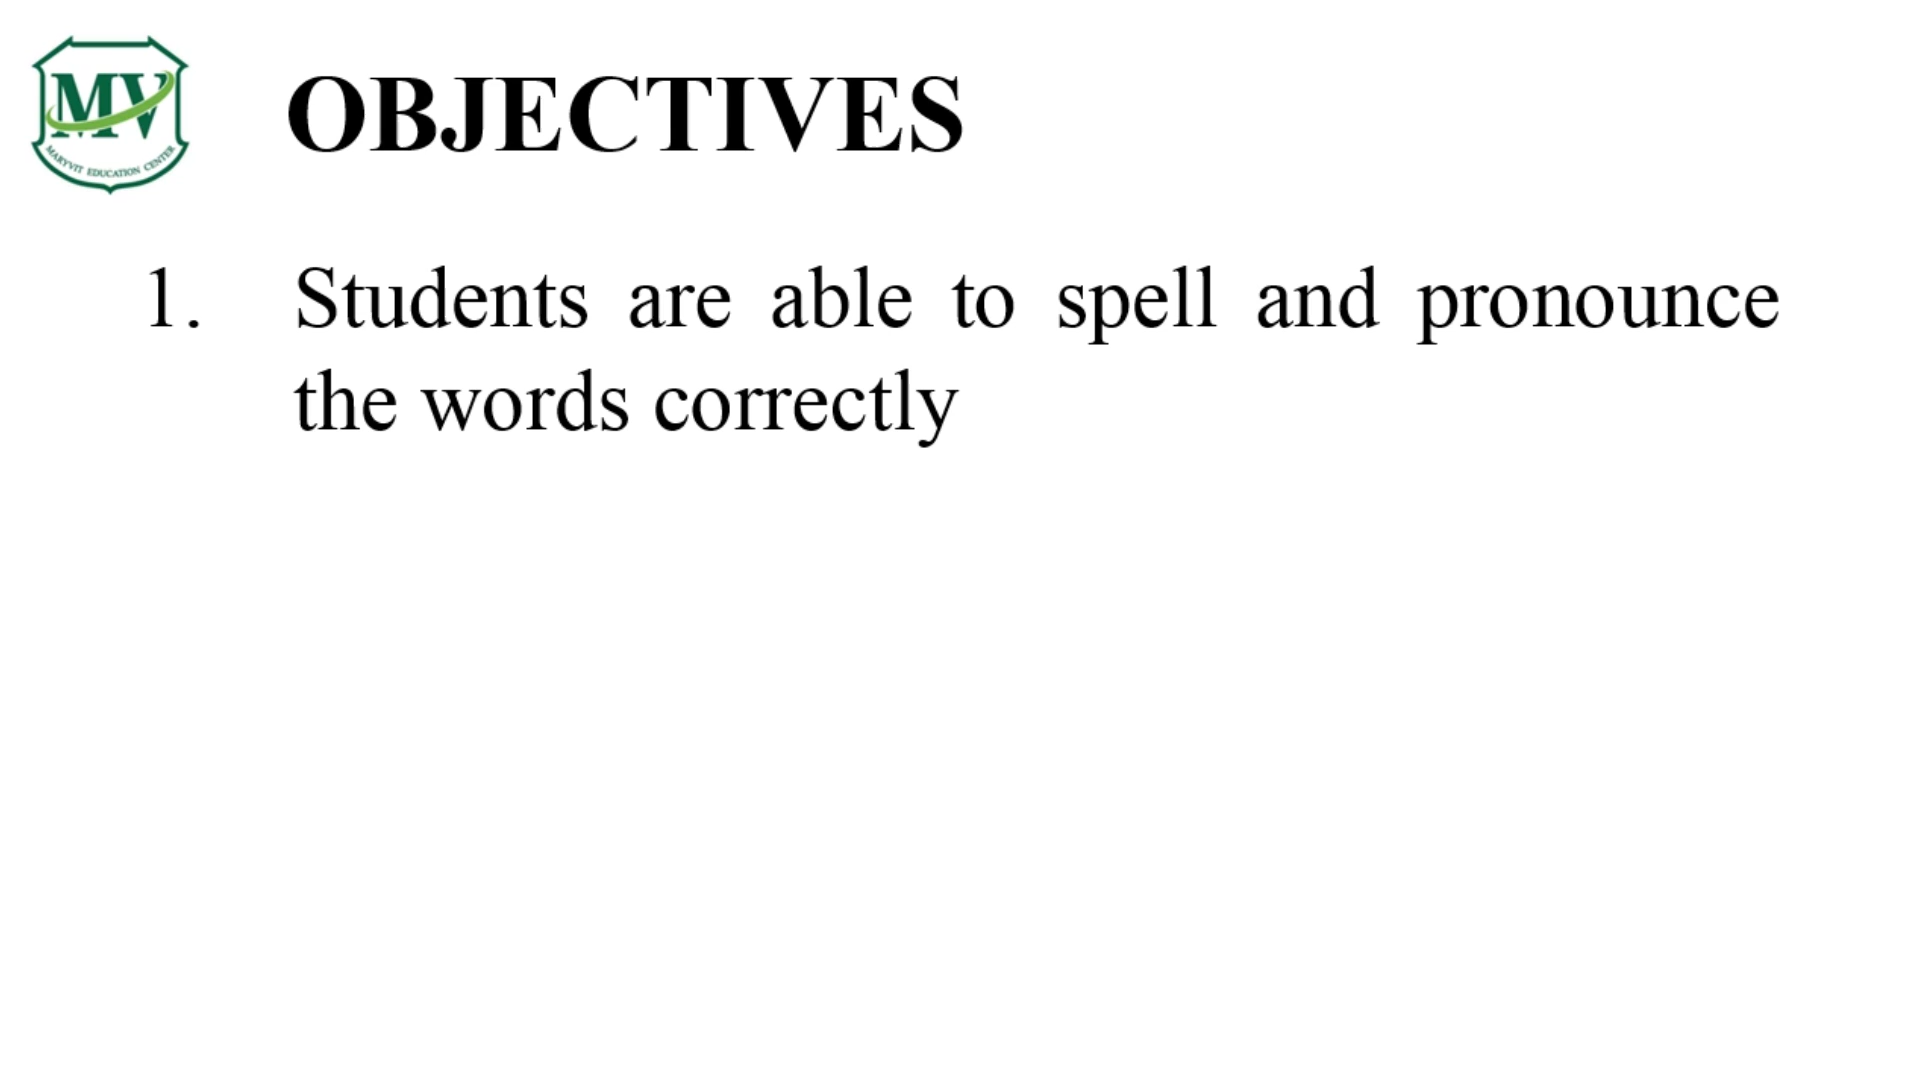 MV
MARYVIT EDUCATION CENTER
OBJECTIVES
1. Students are able to spell and pronounce
the words correctly